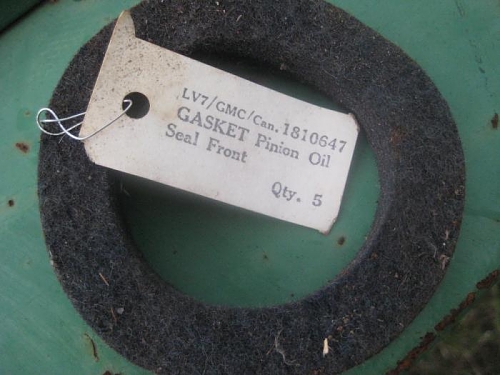 LV7/GMC/Can. 1810647
GASKET Pinion Oil
Seal Front
Qty. 5